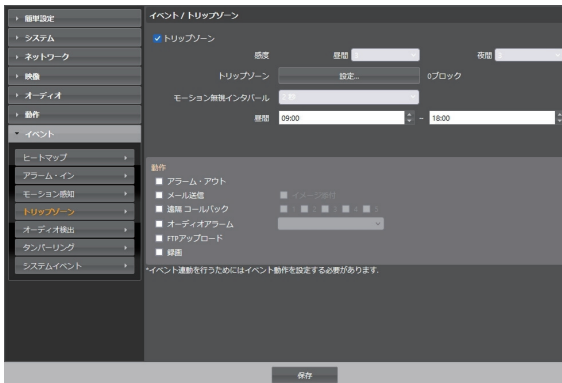 簡単設定
システム
ネットワーク
映像
オーディオ
動作
イベント
ヒートマップ
アラーム・イン
モーション感知
トリップゾーン
オーディオ検出
タンパーリング
システムイベント
イベント / トリップゾーン
トリップゾーン
感度 昼間 夜間
トリップゾーン 設定... 0ブロック
モーション無視インタバール
昼間 09:00 ~ 18:00
動作
アラーム・アウト
メール送信 イメージ添付
遠隔 コールバック 1 2 3 4 5
オーディオアラーム
FTPアップロード
録画
*イベント連動を行うためにはイベント動作を設定する必要があります.
保存